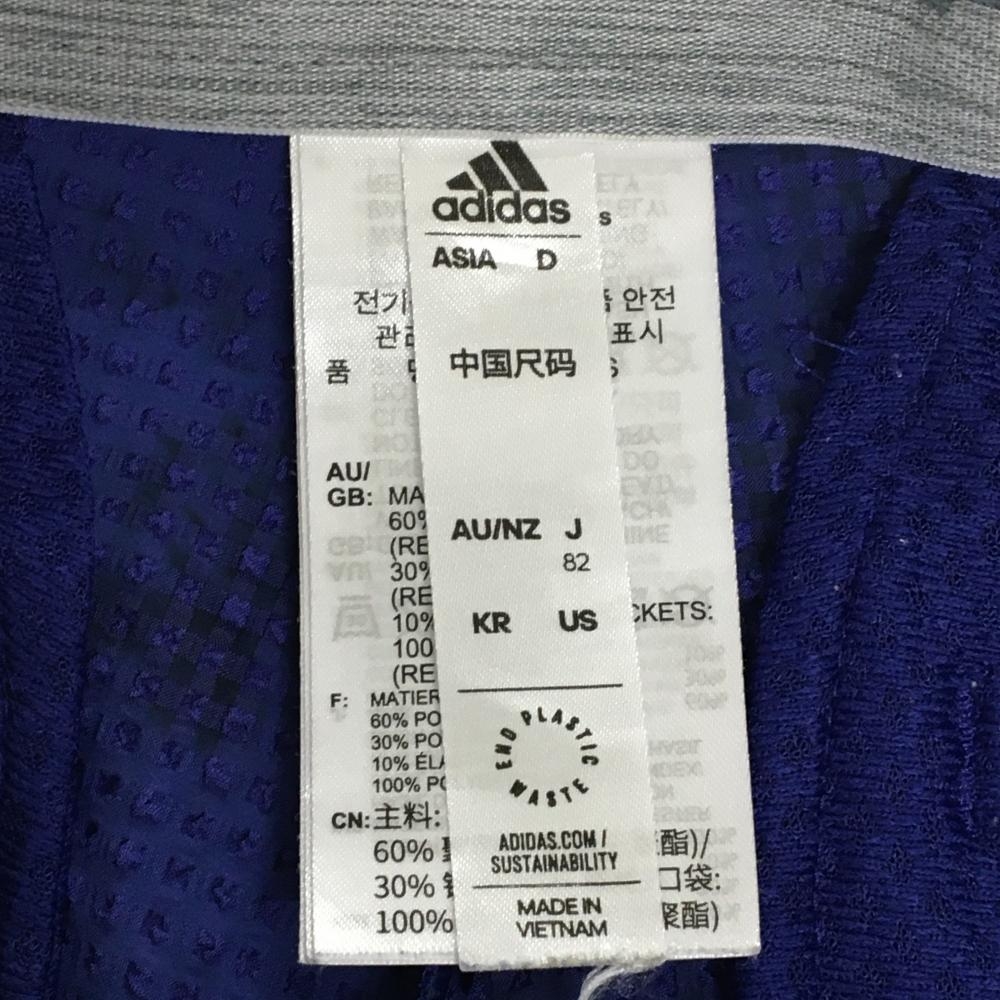 adidas
ASIA D
中国尺码
AU/NZ J
82
KR US
END PLASTIC WASTE
ADIDAS.COM /
SUSTAINABILITY
MADE IN
VIETNAM
s
전기 안전
표시
품
AU/
GB: MA
60%
(RE
30%
(RE
10% CKETS:
100
(RE
F: MATIER
60% PO
30% PO
10% ÉLA
100% PO
CN:主料:
60% 酯)/
30% 口袋:
100% 聚酯)